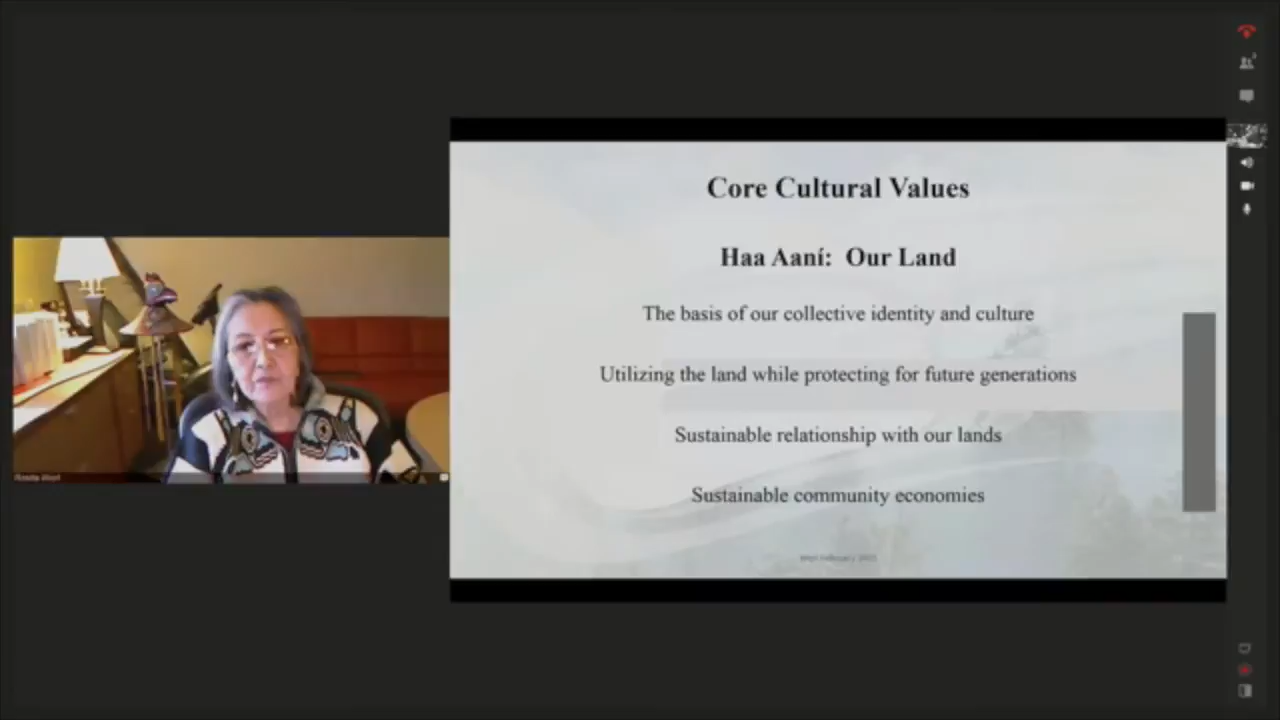 Core Cultural Values
Haa Aaní: Our Land
The basis of our collective identity and culture
Utilizing the land while protecting for future generations
Sustainable relationship with our lands
Sustainable community economies